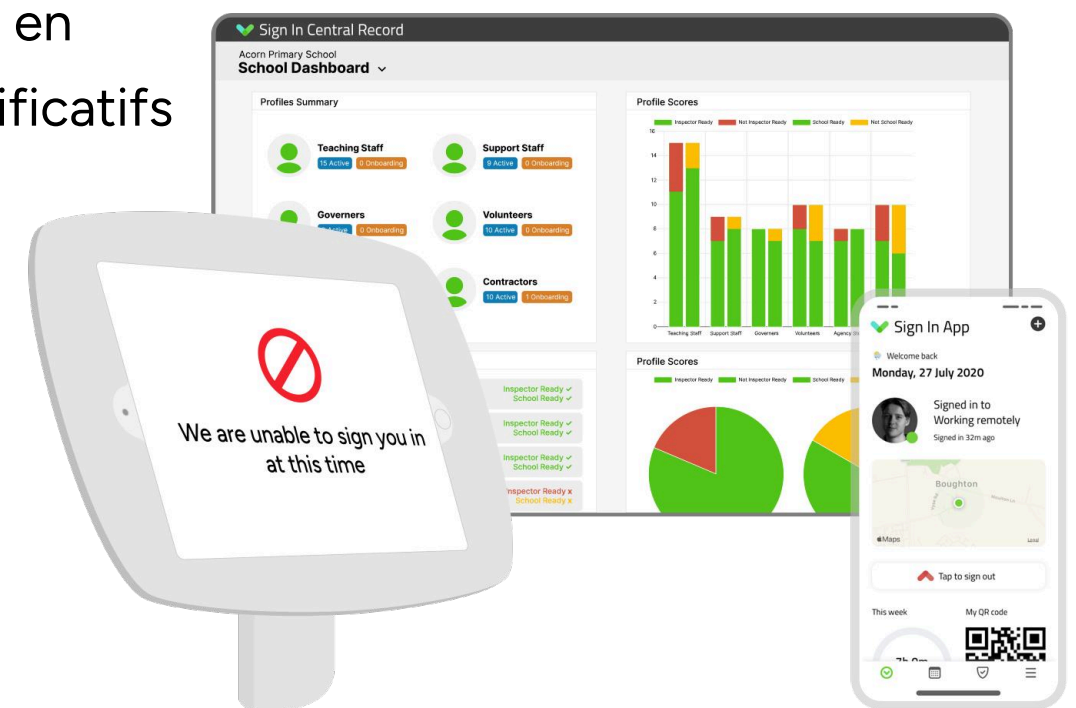 en
ificatifs
Sign In Central Record
Acorn Primary School
School Dashboard
Profiles Summary
Teaching Staff
15 Active 0 Onboarding
Support Staff
9 Active 0 Onboarding
Governers
Active 0 Onboarding
Volunteers
10 Active 0 Onboarding
Contractors
10 Active 1 Onboarding
Profile Scores
Inspector Ready Not Inspector Ready School Ready Not School Ready
16
14
12
10
8
6
4
2
0
Teaching Staff Support Staff Governers Volunteers Agency
Inspector Ready ✓
School Ready ✓
Inspector Ready ✓
School Ready ✓
Inspector Ready ✓
School Ready ✓
Inspector Ready x
School Ready x
Profile Scores
Inspector Ready Not Inspector Ready School Ready
We are unable to sign you in
at this time
Sign In App
Welcome back
Monday, 27 July 2020
Signed in to
Working remotely
Signed in 32m ago
Boughton
Maps
Legal
Tap to sign out
This week
My QR code